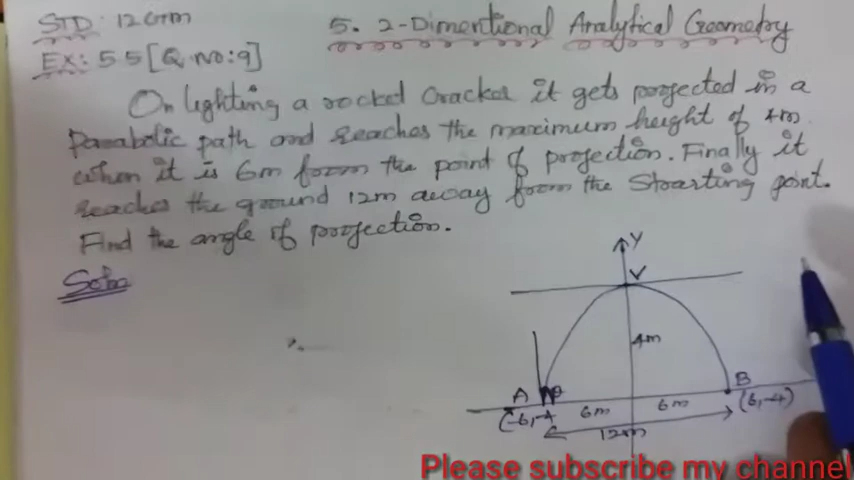 STD: 12 GTM
5. 2-Dimentional Analytical Geometry
Ex: 5 5 [Q. No: 9]
On lighting a rocket cracker it gets projected in a
Parabolic path and reaches the maximum height of 4m
when it is 6m from the point of projection. Finally it
reaches the ground 12m away from the Starting point.
Find the angle of projection.
Soln
Y
V
4m
A
B
6m
6m
(-6,-4
(6,-4)
12m
Please subscribe my channel